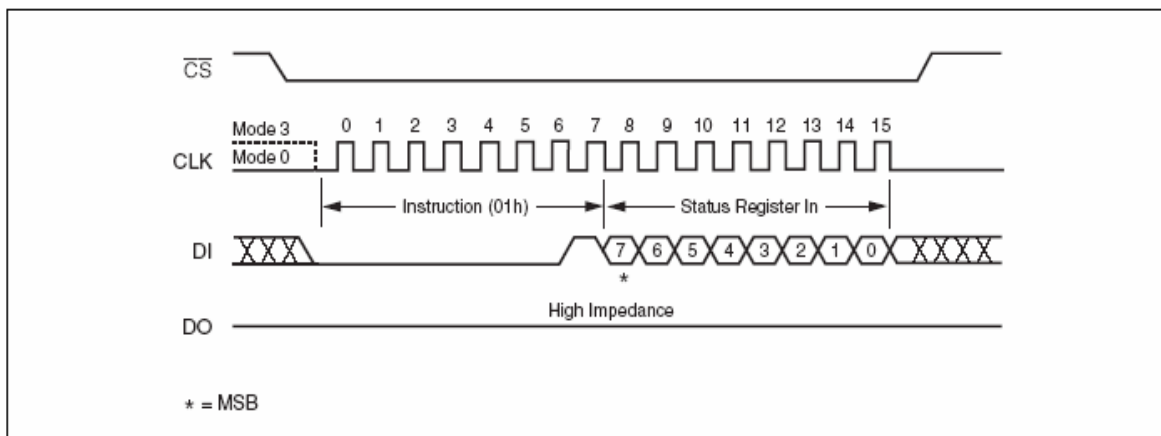 CS
Mode 3
0 1 2 3 4 5 6 7 8 9 10 11 12 13 14 15
CLK
Mode 0
Instruction (01h)
Status Register In
DI
7 6 5 4 3 2 1 0
*
High Impedance
DO
* = MSB